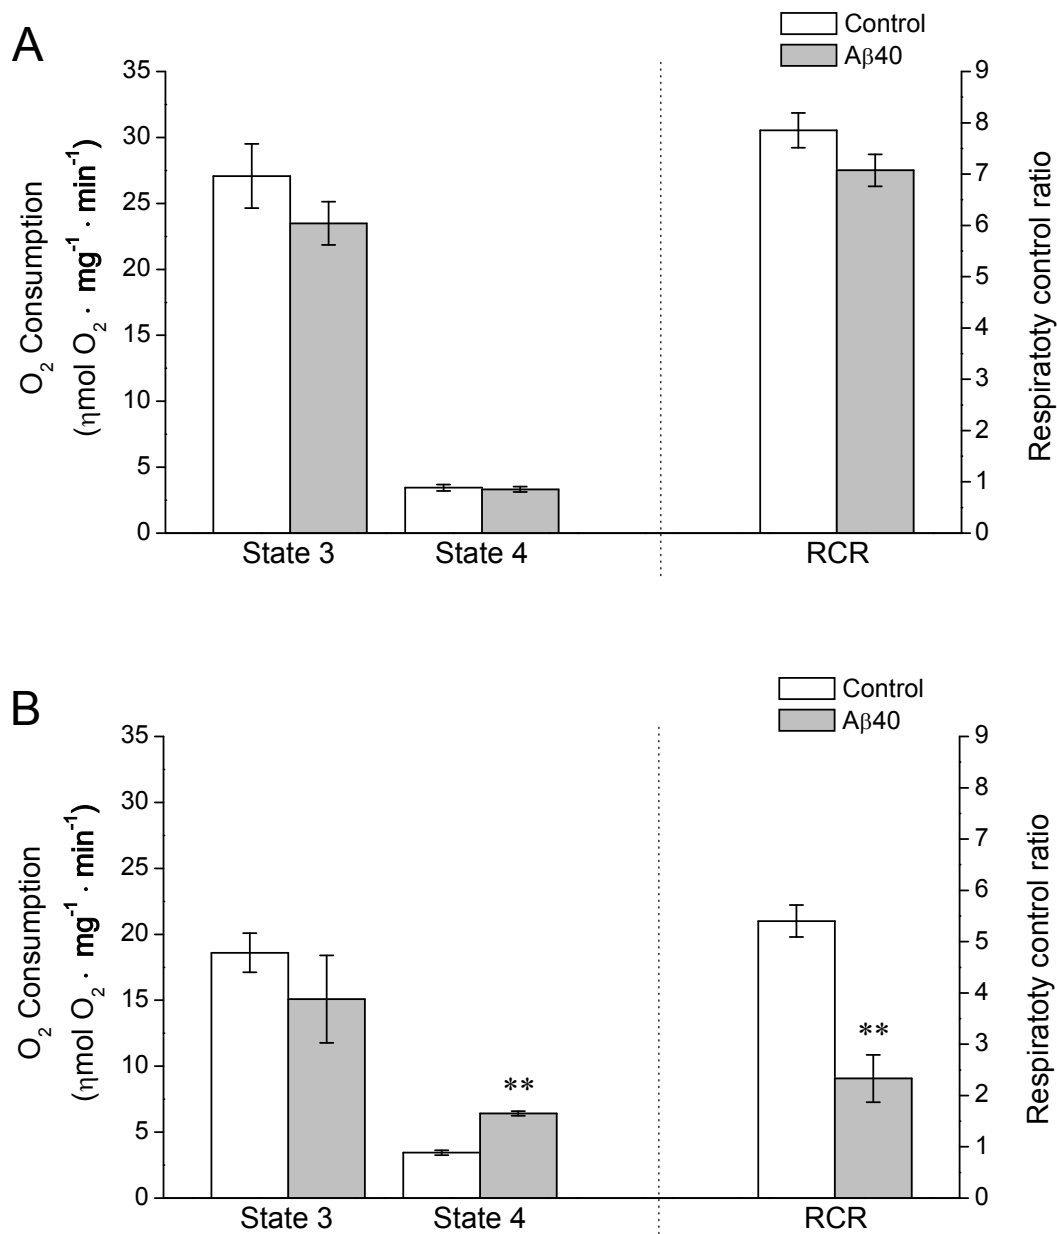 A
Control
Aβ40
35
30
25
20
15
10
5
0
O₂ Consumption
(ηmol O₂ · mg⁻¹ · min⁻¹)
9
8
7
6
5
4
3
2
1
0
Respiratoty control ratio
State 3 State 4 RCR
B
Control
Aβ40
35
30
25
20
15
10
5
0
O₂ Consumption
(ηmol O₂ · mg⁻¹ · min⁻¹)
**
**
9
8
7
6
5
4
3
2
1
0
Respiratoty control ratio
State 3 State 4 RCR